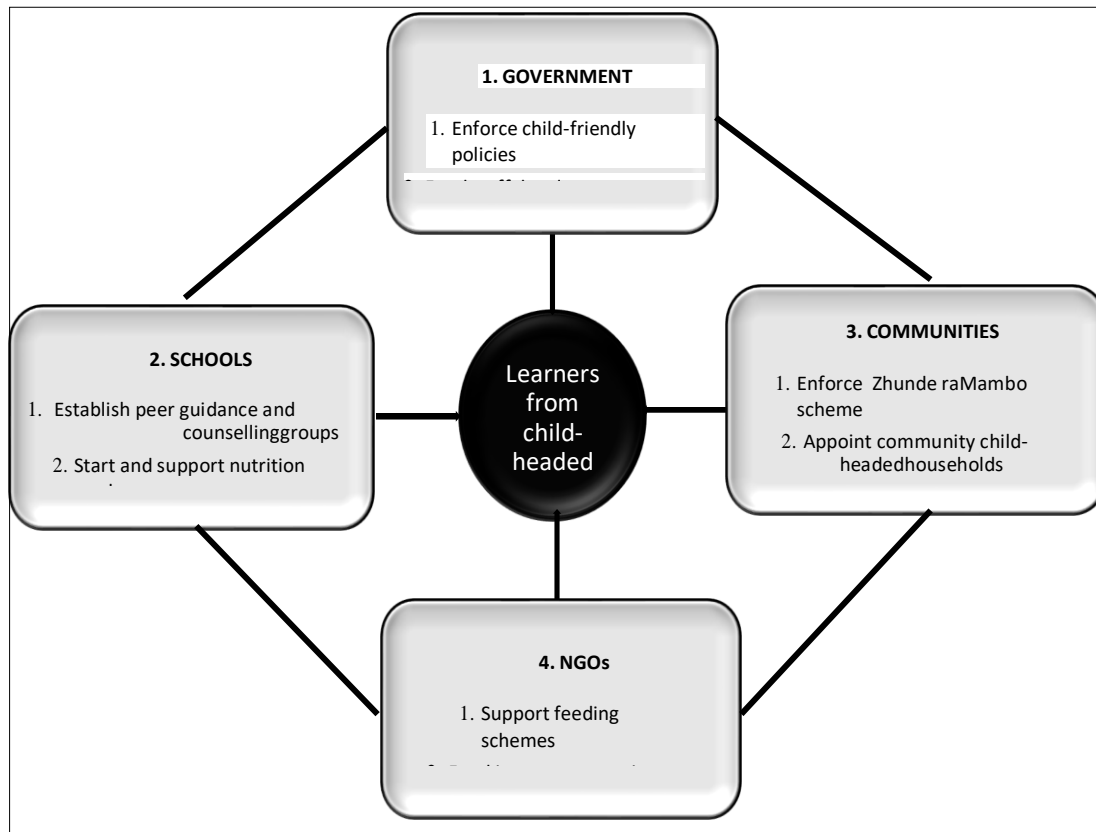 1. GOVERNMENT
1. Enforce child-friendly
policies
2. SCHOOLS
1. Establish peer guidance and
counsellinggroups
2. Start and support nutrition
Learners
from
child-
headed
3. COMMUNITIES
1. Enforce Zhunde raMambo
scheme
2. Appoint community child-
headedhouseholds
4. NGOs
1. Support feeding
schemes